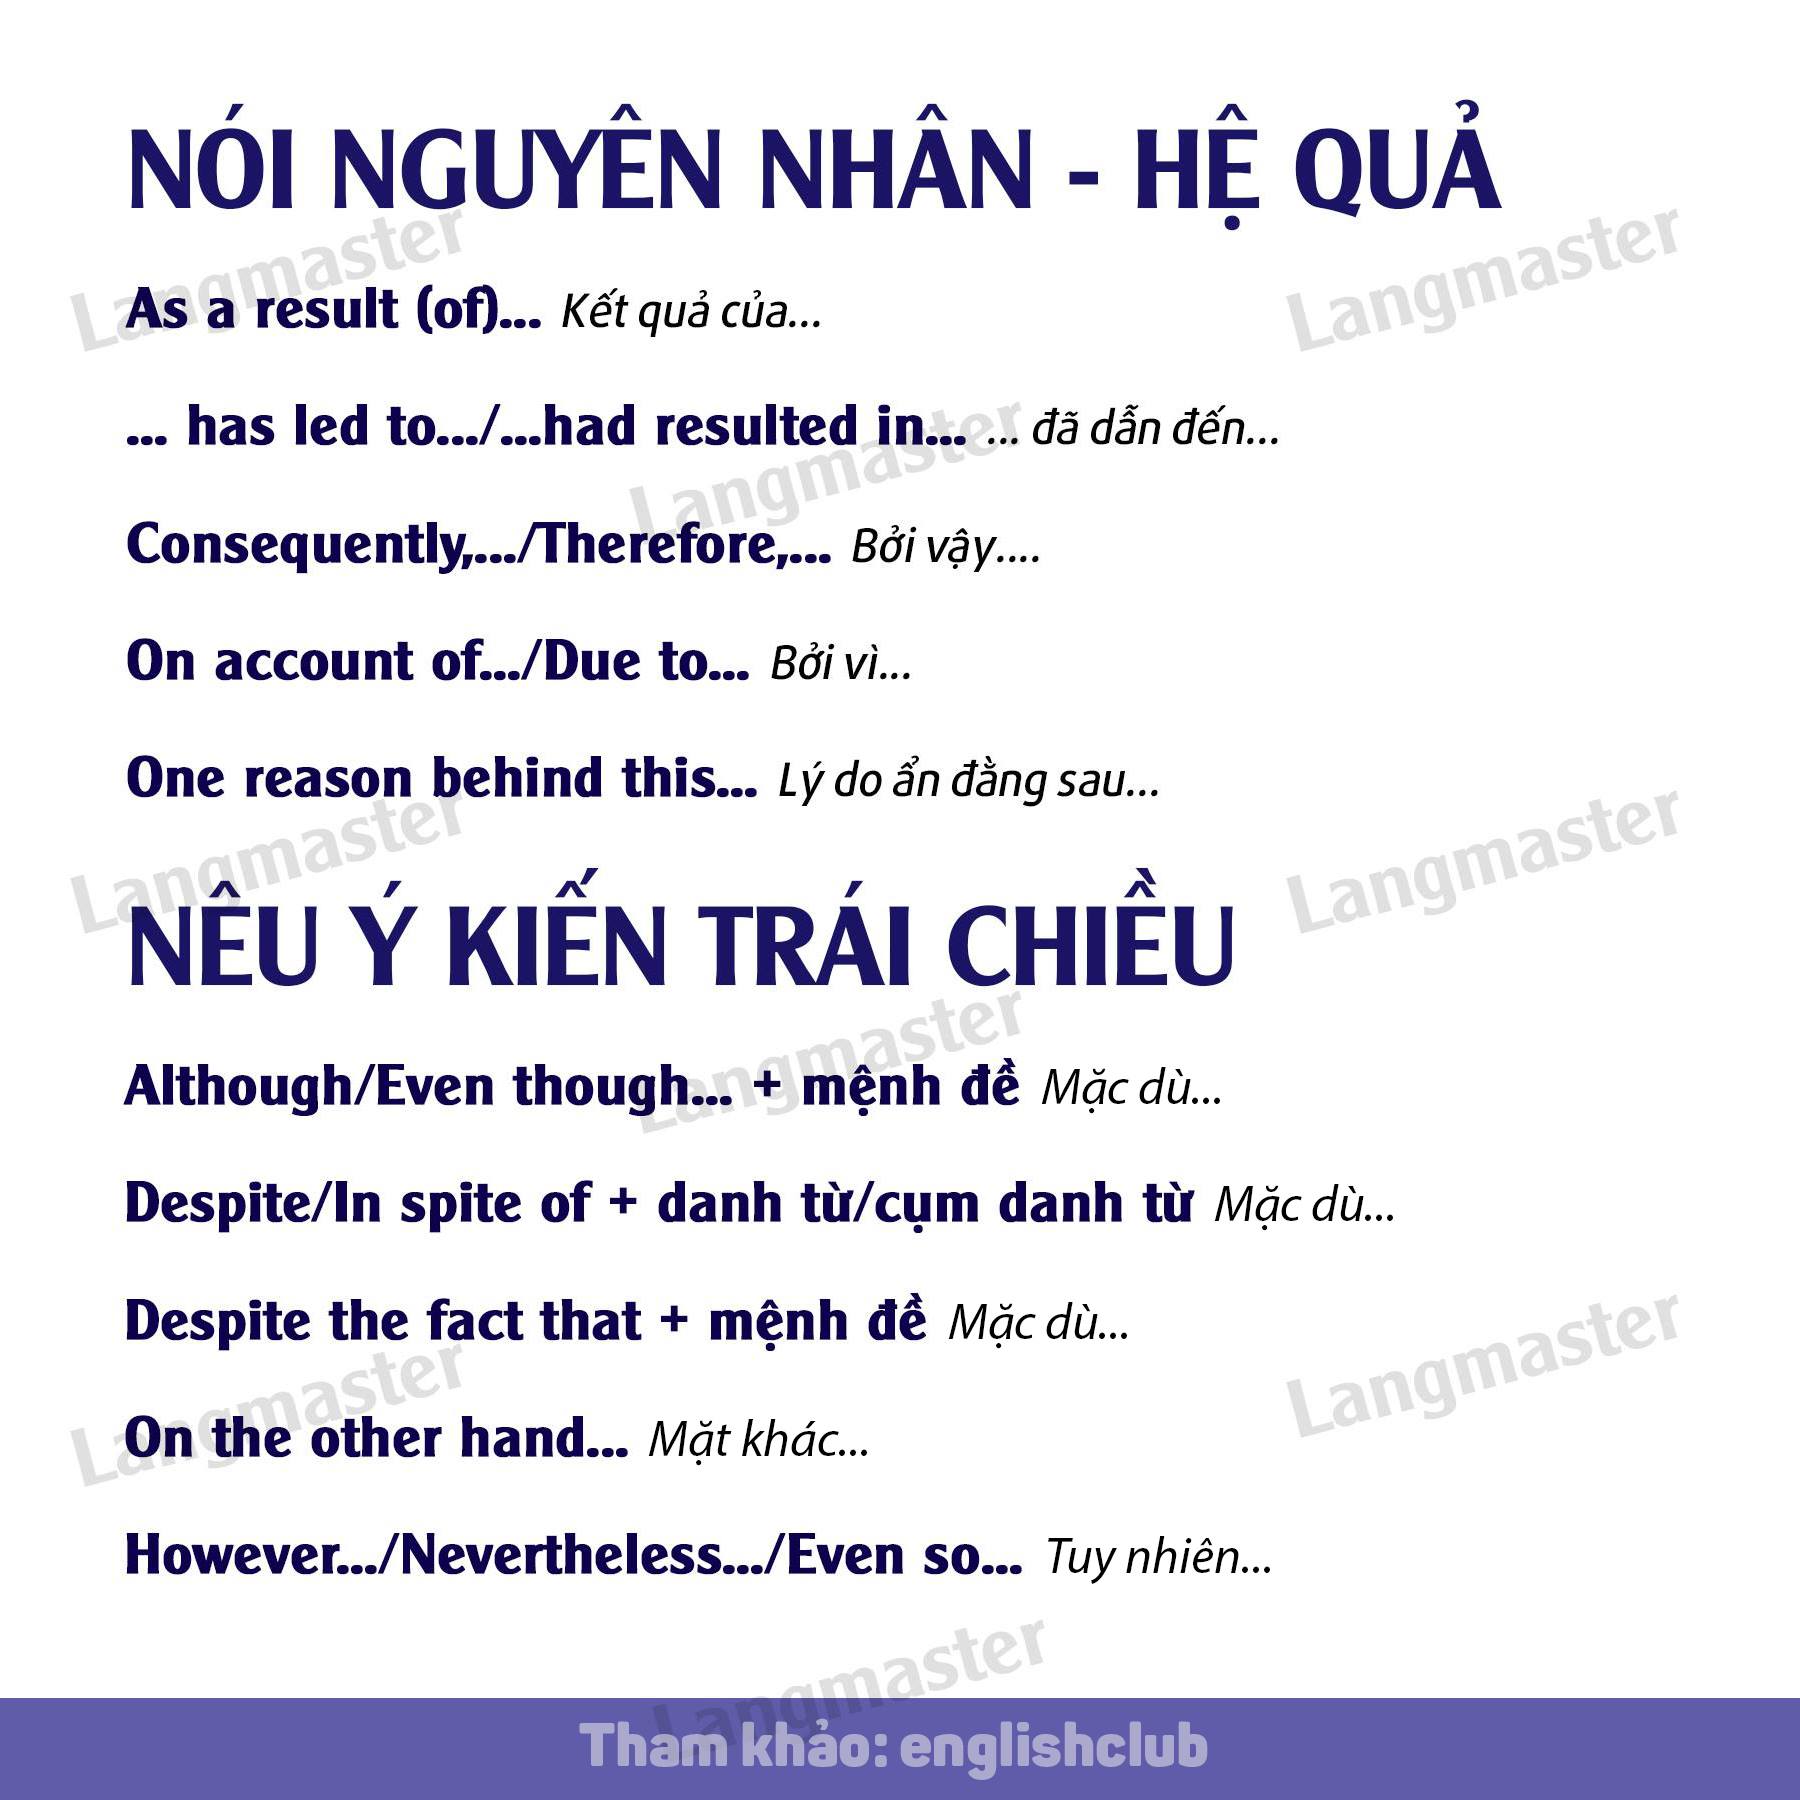 NÓI NGUYÊN NHÂN - HỆ QUẢ
Langmaster
Langmaster
As a result (of)... Kết quả của...
... has led to.../...had resulted in... ... đã dẫn đến...
Langmaster
Consequently,.../Therefore,... Bởi vậy....
On account of.../Due to... Bởi vì...
One reason behind this... Lý do ẩn đằng sau...
Langmaster
Langmaster
NÊU Ý KIẾN TRÁI CHIỀU
Langmaster
Although/Even though... + mệnh đề Mặc dù...
Despite/In spite of + danh từ/cụm danh từ Mặc dù...
Despite the fact that + mệnh đề Mặc dù...
Langmaster
Langmaster
On the other hand... Mặt khác...
However.../Nevertheless.../Even so... Tuy nhiên...
Langmaster
Tham khảo: englishclub